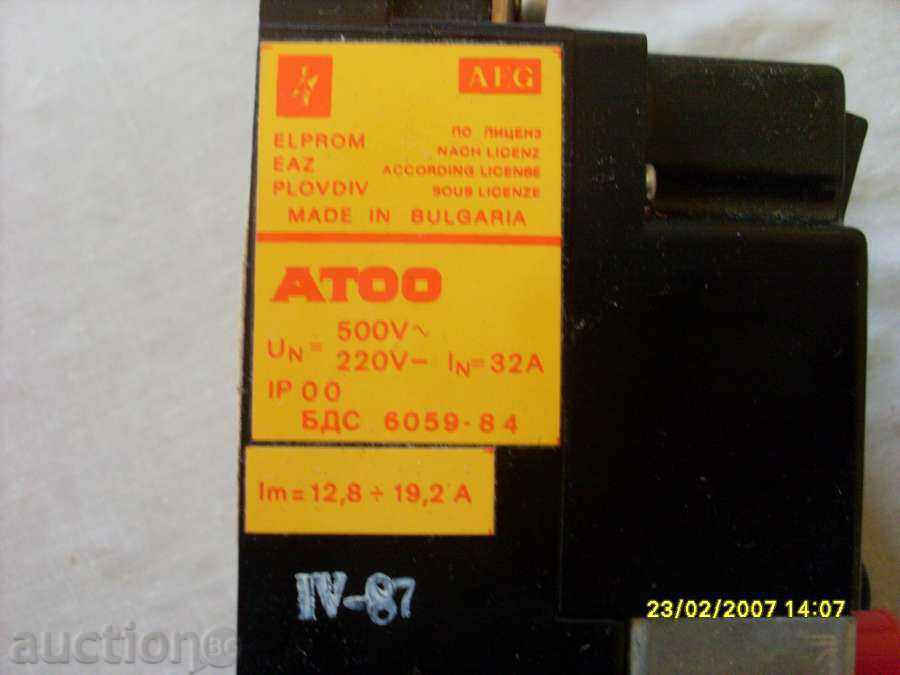 AEG
ELPROM
EAZ
PLOVDIV
ПО ЛИЦЕНЗ
NACH LICENZ
ACCORDING LICENSE
SOUS LICENZE
MADE IN BULGARIA
ATOO
UN= 500V~
220V– IN=32A
IP 00
БДС 6059-84
Im=12,8÷19,2 A
IV-87
23/02/2007 14:07
auction BG